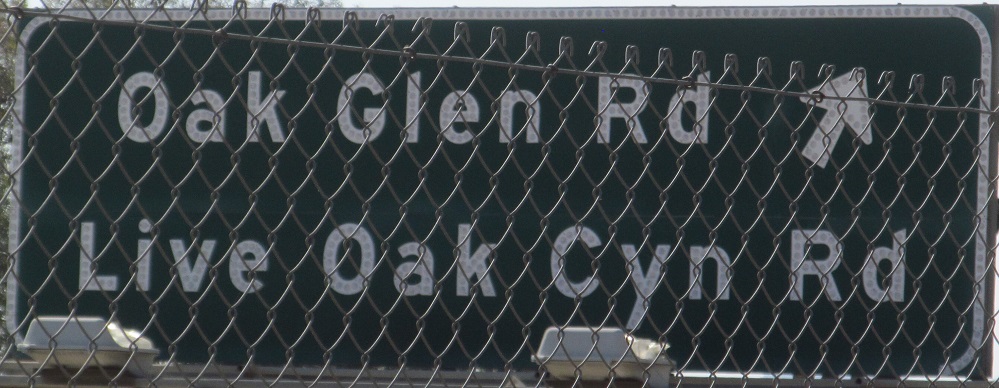 Oak Glen Rd
Live Oak Cyn Rd